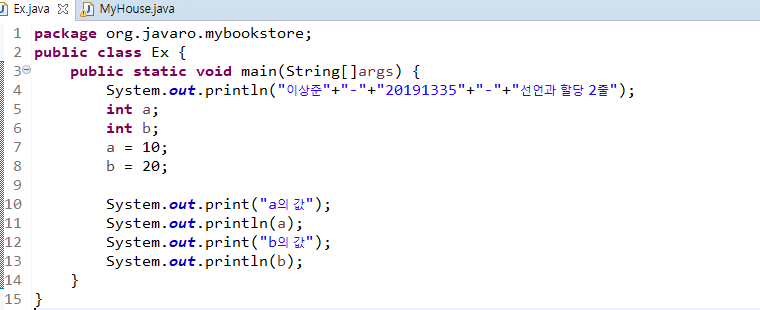 Ex.java MyHouse.java
1 package org.javaro.mybookstore;
2 public class Ex {
3 public static void main(String[]args) {
4 System.out.println("이상준"+"-"+"20191335"+"-"+"선언과 할당 2줄");
5 int a;
6 int b;
7 a = 10;
8 b = 20;
9
10 System.out.print("a의 값");
11 System.out.println(a);
12 System.out.print("b의 값");
13 System.out.println(b);
14 }
15 }